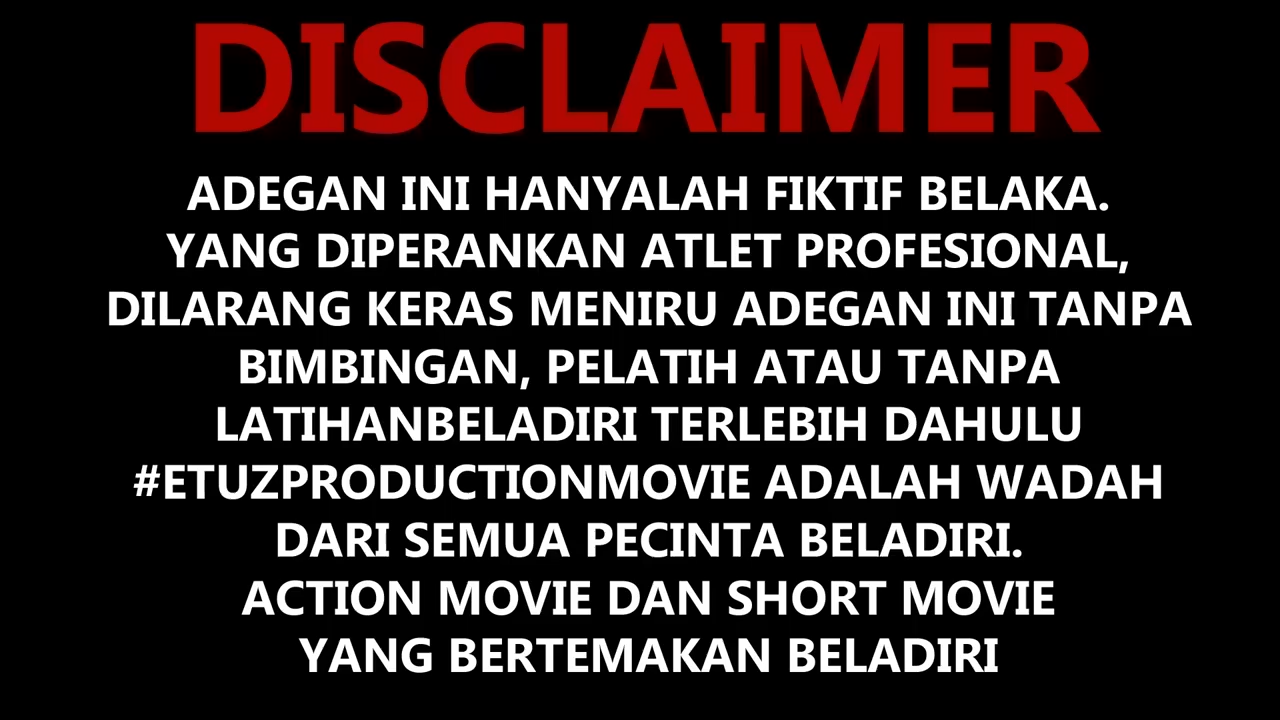 DISCLAIMER
ADEGAN INI HANYALAH FIKTIF BELAKA.
YANG DIPERANKAN ATLET PROFESIONAL,
DILARANG KERAS MENIRU ADEGAN INI TANPA
BIMBINGAN, PELATIH ATAU TANPA
LATIHANBELADIRI TERLEBIH DAHULU
#ETUZPRODUCTIONMOVIE ADALAH WADAH
DARI SEMUA PECINTA BELADIRI.
ACTION MOVIE DAN SHORT MOVIE
YANG BERTEMAKAN BELADIRI